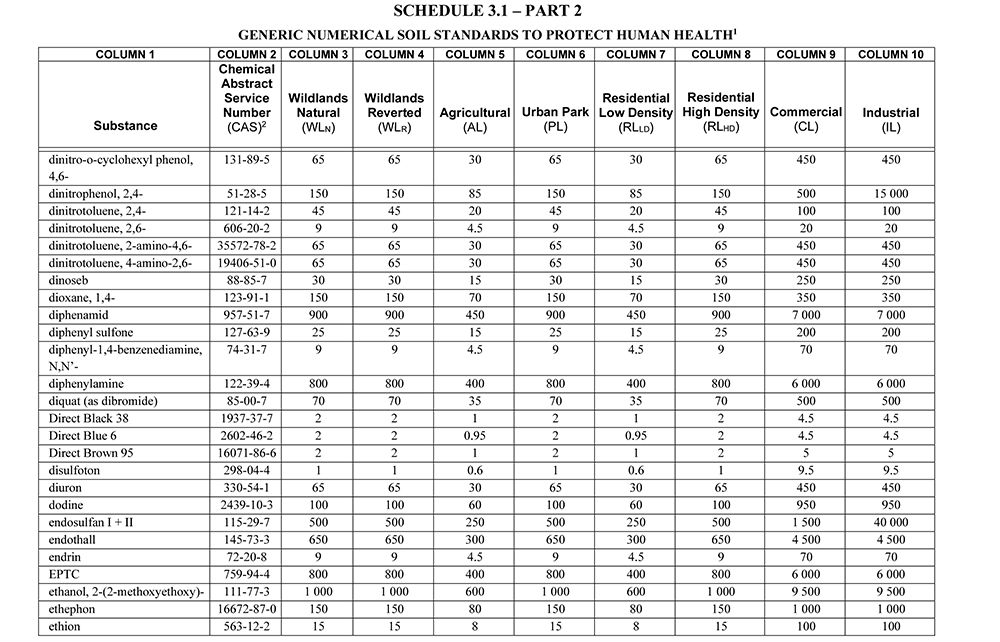 SCHEDULE 3.1 – PART 2
GENERIC NUMERICAL SOIL STANDARDS TO PROTECT HUMAN HEALTH1
COLUMN 1 COLUMN 2 COLUMN 3 COLUMN 4 COLUMN 5 COLUMN 6 COLUMN 7 COLUMN 8 COLUMN 9 COLUMN 10
Substance Chemical Abstract Service Number (CAS)2 Wildlands Natural (WLN) Wildlands Reverted (WLR) Agricultural (AL) Urban Park (PL) Residential Low Density (RLLD) Residential High Density (RLHD) Commercial (CL) Industrial (IL)
dinitro-o-cyclohexyl phenol, 4,6- 131-89-5 65 65 30 65 30 65 450 450
dinitrophenol, 2,4- 51-28-5 150 150 85 150 85 150 500 15 000
dinitrotoluene, 2,4- 121-14-2 45 45 20 45 20 45 100 100
dinitrotoluene, 2,6- 606-20-2 9 9 4.5 9 4.5 9 20 20
dinitrotoluene, 2-amino-4,6- 35572-78-2 65 65 30 65 30 65 450 450
dinitrotoluene, 4-amino-2,6- 19406-51-0 65 65 30 65 30 65 450 450
dinoseb 88-85-7 30 30 15 30 15 30 250 250
dioxane, 1,4- 123-91-1 150 150 70 150 70 150 350 350
diphenamid 957-51-7 900 900 450 900 450 900 7 000 7 000
diphenyl sulfone 127-63-9 25 25 15 25 15 25 200 200
diphenyl-1,4-benzenediamine, N,N’- 74-31-7 9 9 4.5 9 4.5 9 70 70
diphenylamine 122-39-4 800 800 400 800 400 800 6 000 6 000
diquat (as dibromide) 85-00-7 70 70 35 70 35 70 500 500
Direct Black 38 1937-37-7 2 2 1 2 1 2 4.5 4.5
Direct Blue 6 2602-46-2 2 2 0.95 2 0.95 2 4.5 4.5
Direct Brown 95 16071-86-6 2 2 1 2 1 2 5 5
disulfoton 298-04-4 1 1 0.6 1 0.6 1 9.5 9.5
diuron 330-54-1 65 65 30 65 30 65 450 450
dodine 2439-10-3 100 100 60 100 60 100 950 950
endosulfan I + II 115-29-7 500 500 250 500 250 500 1 500 40 000
endothall 145-73-3 650 650 300 650 300 650 4 500 4 500
endrin 72-20-8 9 9 4.5 9 4.5 9 70 70
EPTC 759-94-4 800 800 400 800 400 800 6 000 6 000
ethanol, 2-(2-methoxyethoxy)- 111-77-3 1 000 1 000 600 1 000 600 1 000 9 500 9 500
ethephon 16672-87-0 150 150 80 150 80 150 1 000 1 000
ethion 563-12-2 15 15 8 15 8 15 100 100